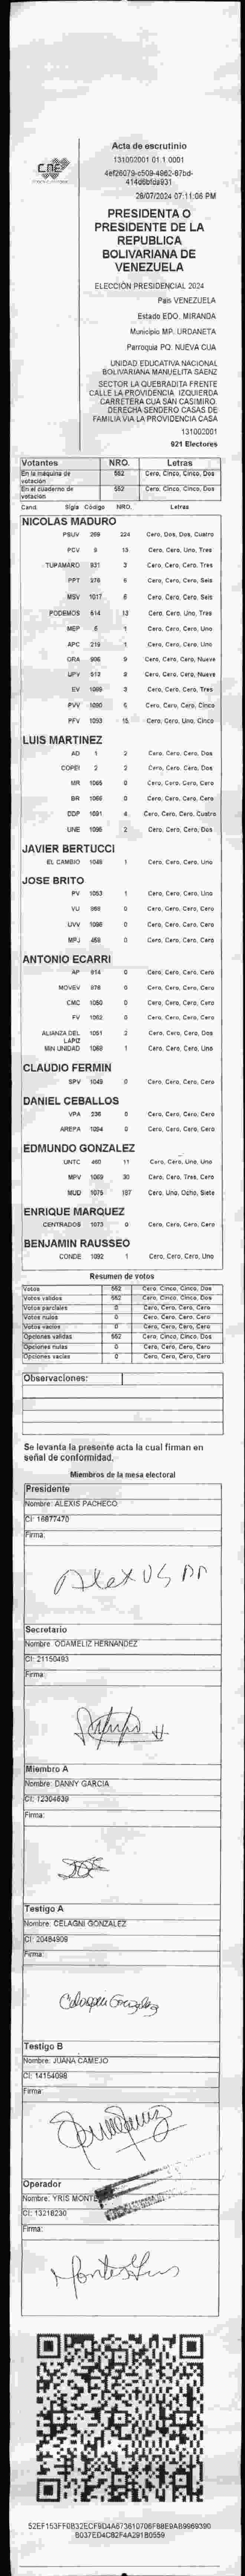 CNE
Acta de escrutinio
131002001 01.1 0001
4ef26079-c509-4962-87bd-
414d6bfda931
28/07/2024 07:11:06 PM
PRESIDENTA O
PRESIDENTE DE LA
REPUBLICA
BOLIVARIANA DE
VENEZUELA
ELECCIÓN PRESIDENCIAL 2024
País VENEZUELA
Estado EDO. MIRANDA
Municipio MP. URDANETA
Parroquia PQ. NUEVA CUA
UNIDAD EDUCATIVA NACIONAL
BOLIVARIANA MANUELITA SAENZ
SECTOR LA QUEBRADITA FRENTE
CALLE LA PROVIDENCIA IZQUIERDA
CARRETERA CUA SAN CASIMIRO.
DERECHA SENDERO CASAS DE
FAMILIA VIA LA PROVIDENCIA CASA
131002001
921 Electores
Votantes NRO. Letras
En la máquina de votación 552 Cero, Cinco, Cinco, Dos
En el cuaderno de votación 552 Cero, Cinco, Cinco, Dos
Cand. Sigla Código NRO. Letras
NICOLAS MADURO
PSUV 269 224 Cero, Dos, Dos, Cuatro
PCV 9 13 Cero, Cero, Uno, Tres
TUPAMARO 931 3 Cero, Cero, Cero, Tres
PPT 276 6 Cero, Cero, Cero, Seis
MSV 1017 6 Cero, Cero, Cero, Seis
PODEMOS 614 13 Cero, Cero, Uno, Tres
MEP 5 1 Cero, Cero, Cero, Uno
APC 219 1 Cero, Cero, Cero, Uno
ORA 906 9 Cero, Cero, Cero, Nueve
UPV 513 9 Cero, Cero, Cero, Nueve
EV 1089 3 Cero, Cero, Cero, Tres
PVV 1090 5 Cero, Cero, Cero, Cinco
PFV 1093 15 Cero, Cero, Uno, Cinco
LUIS MARTINEZ
AD 1 2 Cero, Cero, Cero, Dos
COPEI 2 2 Cero, Cero, Cero, Dos
MR 1065 0 Cero, Cero, Cero, Cero
BR 1066 0 Cero, Cero, Cero, Cero
DDP 1091 4 Cero, Cero, Cero, Cuatro
UNE 1096 2 Cero, Cero, Cero, Dos
JAVIER BERTUCCI
EL CAMBIO 1048 1 Cero, Cero, Cero, Uno
JOSE BRITO
PV 1053 1 Cero, Cero, Cero, Uno
VU 968 0 Cero, Cero, Cero, Cero
UVV 1098 0 Cero, Cero, Cero, Cero
MPJ 458 0 Cero, Cero, Cero, Cero
ANTONIO ECARRI
AP 914 0 Cero, Cero, Cero, Cero
MOVEV 876 0 Cero, Cero, Cero, Cero
CMC 1050 0 Cero, Cero, Cero, Cero
FV 1052 0 Cero, Cero, Cero, Cero
ALIANZA DEL LAPIZ 1051 2 Cero, Cero, Cero, Dos
MIN UNIDAD 1068 1 Cero, Cero, Cero, Uno
CLAUDIO FERMIN
SPV 1049 0 Cero, Cero, Cero, Cero
DANIEL CEBALLOS
VPA 236 0 Cero, Cero, Cero, Cero
AREPA 1094 0 Cero, Cero, Cero, Cero
EDMUNDO GONZALEZ
UNTC 460 11 Cero, Cero, Uno, Uno
MPV 1069 30 Cero, Cero, Tres, Cero
MUD 1075 187 Cero, Uno, Ocho, Siete
ENRIQUE MARQUEZ
CENTRADOS 1073 0 Cero, Cero, Cero, Cero
BENJAMIN RAUSSEO
CONDE 1092 1 Cero, Cero, Cero, Uno
Resumen de votos
Votos 552 Cero, Cinco, Cinco, Dos
Votos válidos 552 Cero, Cinco, Cinco, Dos
Votos parciales 0 Cero, Cero, Cero, Cero
Votos nulos 0 Cero, Cero, Cero, Cero
Votos vacíos 0 Cero, Cero, Cero, Cero
Opciones válidas 552 Cero, Cinco, Cinco, Dos
Opciones nulas 0 Cero, Cero, Cero, Cero
Opciones vacías 0 Cero, Cero, Cero, Cero
Observaciones:
Se levanta la presente acta la cual firman en
señal de conformidad.
Miembros de la mesa electoral
Presidente
Nombre: ALEXIS PACHECO
CI: 16877470
Firma:
Secretario
Nombre: ODAMELIZ HERNANDEZ
CI: 21150493
Firma:
Miembro A
Nombre: DANNY GARCIA
CI: 12304639
Firma:
Testigo A
Nombre: CELAGNI GONZALEZ
CI: 20484909
Firma:
Testigo B
Nombre: JUANA CAMEJO
CI: 14154098
Firma:
Operador
Nombre: YRIS MONTE
CI: 13218230
Firma:
52EF153FF0B32ECF9D4A673610706F88E9AB9969390
B037ED4C82F4A291B0559